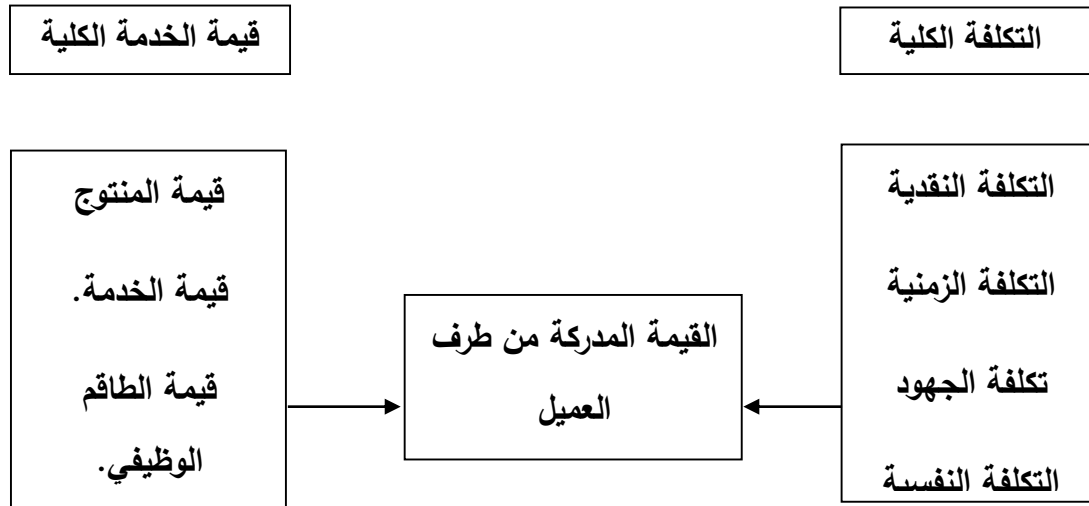 التكلفة الكلية
قيمة الخدمة الكلية
التكلفة النقدية
التكلفة الزمنية
تكلفة الجهود
التكلفة النفسية
القيمة المدركة من طرف
العميل
قيمة المنتوج
قيمة الخدمة.
قيمة الطاقم
الوظيفي.